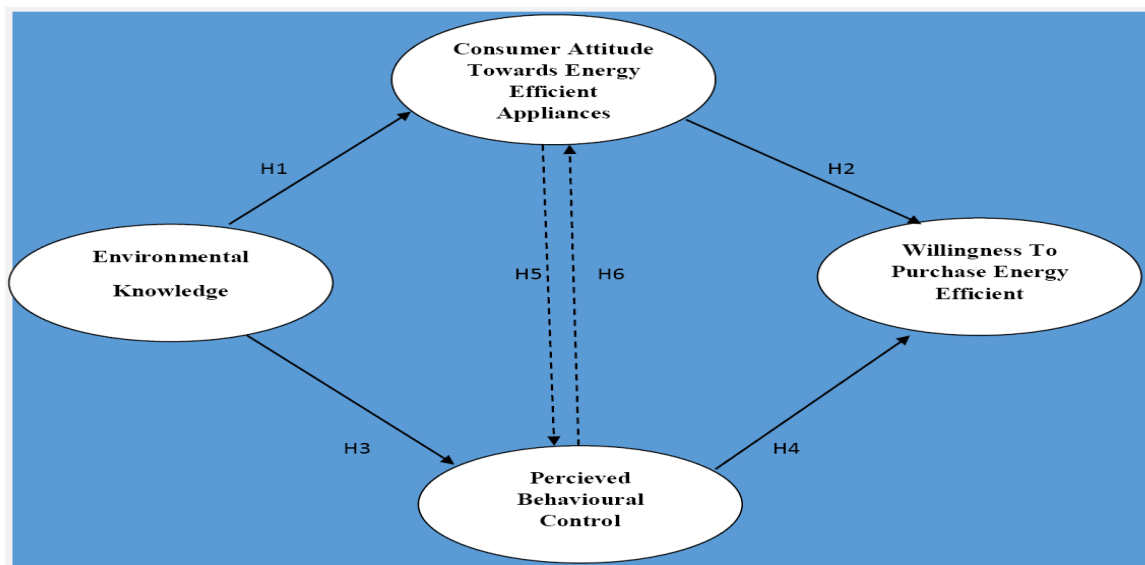 Consumer Attitude
Towards Energy
Efficient
Appliances
H1
H2
Environmental
Knowledge
H5
H6
Willingness To
Purchase Energy
Efficient
H3
H4
Percieved
Behavioural
Control